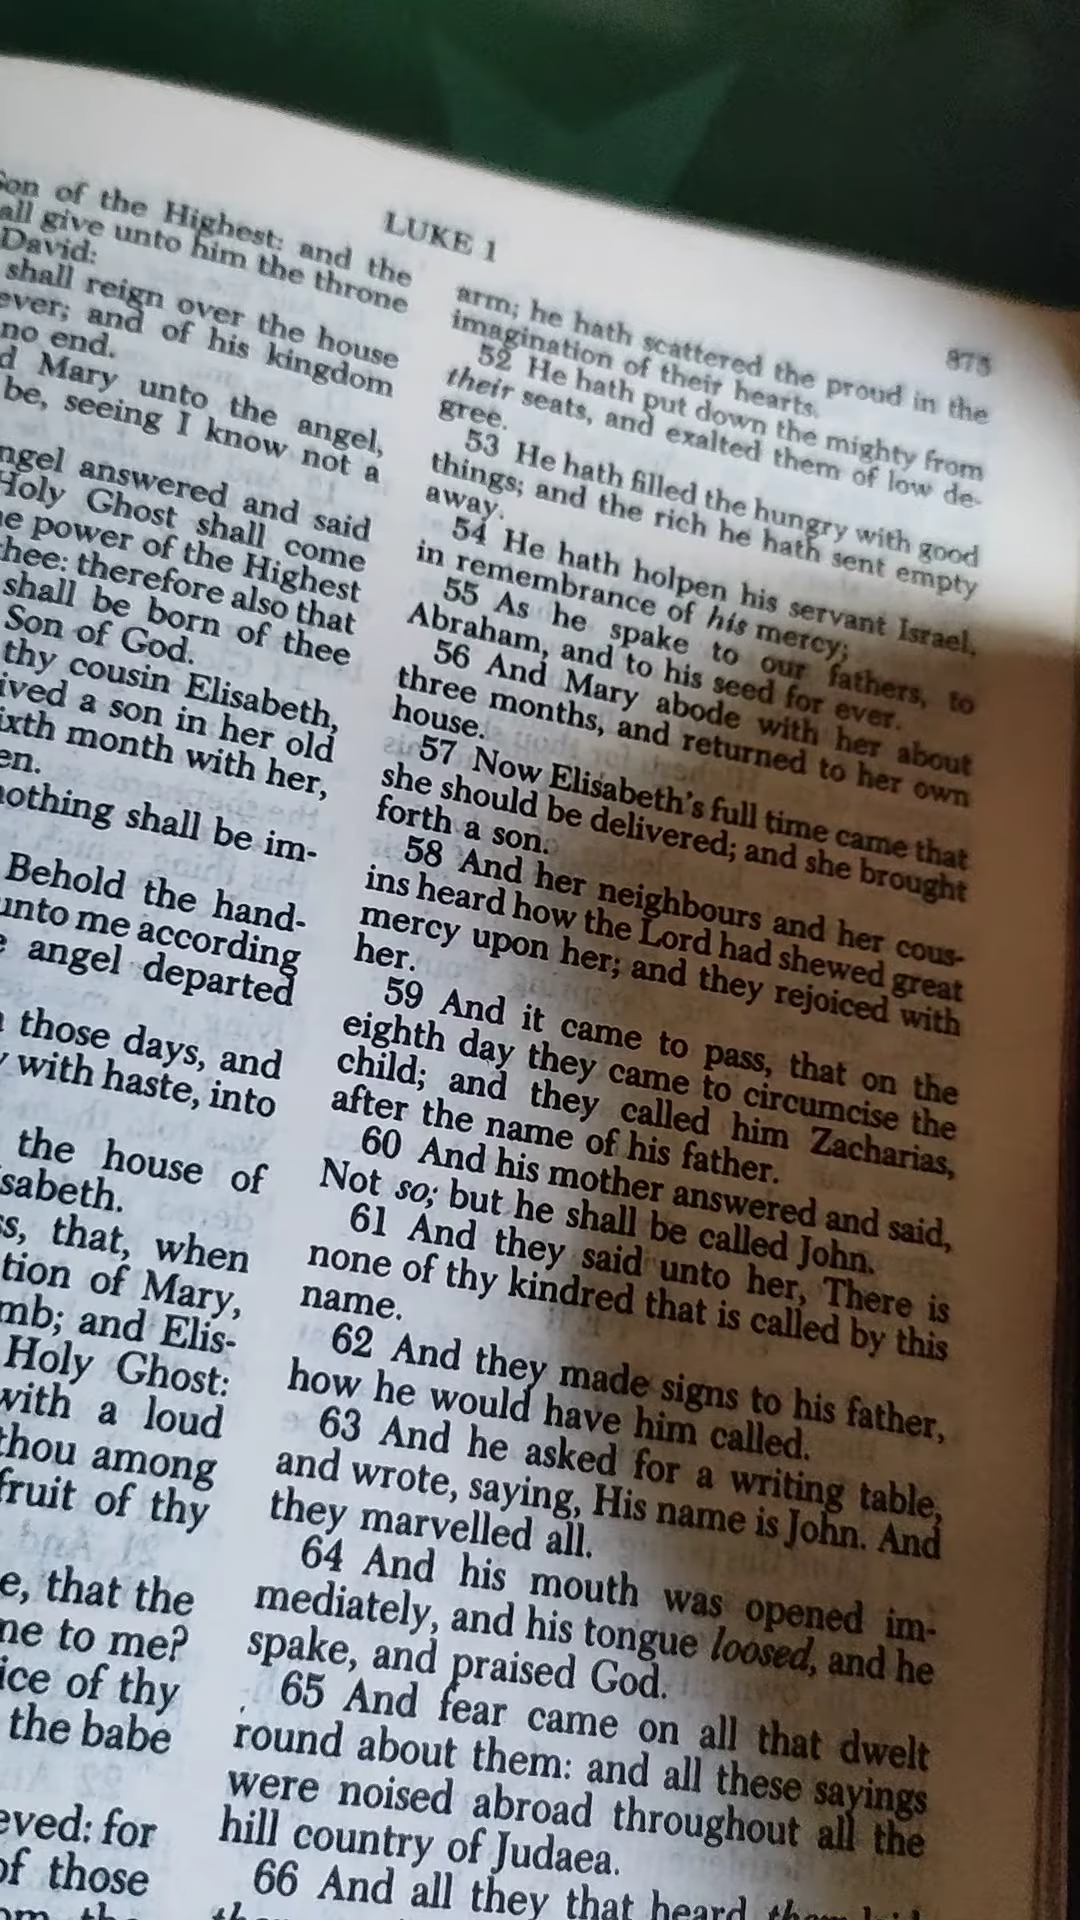 LUKE 1
875
on of the Highest: and the
all give unto him the throne
David:
shall reign over the house
ever; and of his kingdom
no end.
d Mary unto the angel,
be, seeing I know not a
ngel answered and said
Holy Ghost shall come
e power of the Highest
hee: therefore also that
shall be born of thee
Son of God.
thy cousin Elisabeth,
ived a son in her old
ixth month with her,
en.
nothing shall be im-
Behold the hand-
unto me according
e angel departed
those days, and
with haste, into
the house of
sabeth.
ss, that, when
tion of Mary,
mb; and Elis-
Holy Ghost:
with a loud
thou among
fruit of thy
e, that the
me to me?
ice of thy
the babe
eved: for
of those
om the
arm; he hath scattered the proud in the
imagination of their hearts.
52 He hath put down the mighty from
their seats, and exalted them of low de-
gree.
53 He hath filled the hungry with good
things; and the rich he hath sent empty
away.
54 He hath holpen his servant Israel,
in remembrance of his mercy;
55 As he spake to our fathers, to
Abraham, and to his seed for ever.
56 And Mary abode with her about
three months, and returned to her own
house.
57 Now Elisabeth's full time came that
she should be delivered; and she brought
forth a son.
58 And her neighbours and her cous-
ins heard how the Lord had shewed great
mercy upon her; and they rejoiced with
her.
59 And it came to pass, that on the
eighth day they came to circumcise the
child; and they called him Zacharias,
after the name of his father.
60 And his mother answered and said,
Not so; but he shall be called John.
61 And they said unto her, There is
none of thy kindred that is called by this
name.
62 And they made signs to his father,
how he would have him called.
63 And he asked for a writing table,
and wrote, saying, His name is John. And
they marvelled all.
64 And his mouth was opened im-
mediately, and his tongue loosed, and he
spake, and praised God.
65 And fear came on all that dwelt
round about them: and all these sayings
were noised abroad throughout all the
hill country of Judaea.
66 And all they that heard